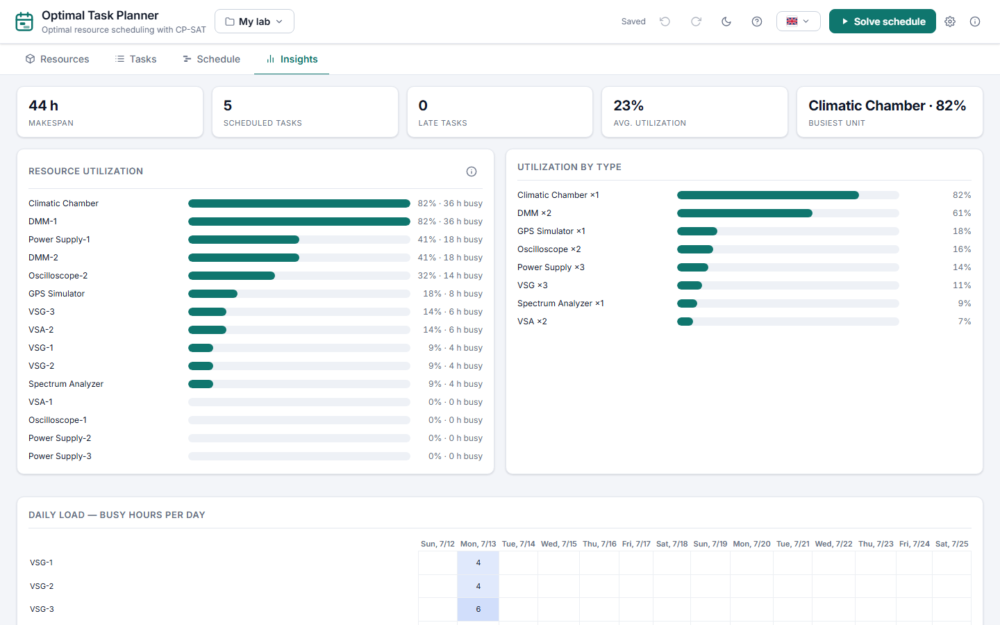 Optimal Task Planner
Optimal resource scheduling with CP-SAT
My lab
Saved
Solve schedule
Resources
Tasks
Schedule
Insights
44 h
MAKESPAN
5
SCHEDULED TASKS
0
LATE TASKS
23%
AVG. UTILIZATION
Climatic Chamber · 82%
BUSIEST UNIT
RESOURCE UTILIZATION
Climatic Chamber 82% · 36 h busy
DMM-1 82% · 36 h busy
Power Supply-1 41% · 18 h busy
DMM-2 41% · 18 h busy
Oscilloscope-2 32% · 14 h busy
GPS Simulator 18% · 8 h busy
VSG-3 14% · 6 h busy
VSA-2 14% · 6 h busy
VSG-1 9% · 4 h busy
VSG-2 9% · 4 h busy
Spectrum Analyzer 9% · 4 h busy
VSA-1 0% · 0 h busy
Oscilloscope-1 0% · 0 h busy
Power Supply-2 0% · 0 h busy
Power Supply-3 0% · 0 h busy
UTILIZATION BY TYPE
Climatic Chamber ×1 82%
DMM ×2 61%
GPS Simulator ×1 18%
Oscilloscope ×2 16%
Power Supply ×3 14%
VSG ×3 11%
Spectrum Analyzer ×1 9%
VSA ×2 7%
DAILY LOAD — BUSY HOURS PER DAY
Sun, 7/12 Mon, 7/13 Tue, 7/14 Wed, 7/15 Thu, 7/16 Fri, 7/17 Sat, 7/18 Sun, 7/19 Mon, 7/20 Tue, 7/21 Wed, 7/22 Thu, 7/23 Fri, 7/24 Sat, 7/25
VSG-1 4
VSG-2 4
VSG-3 6